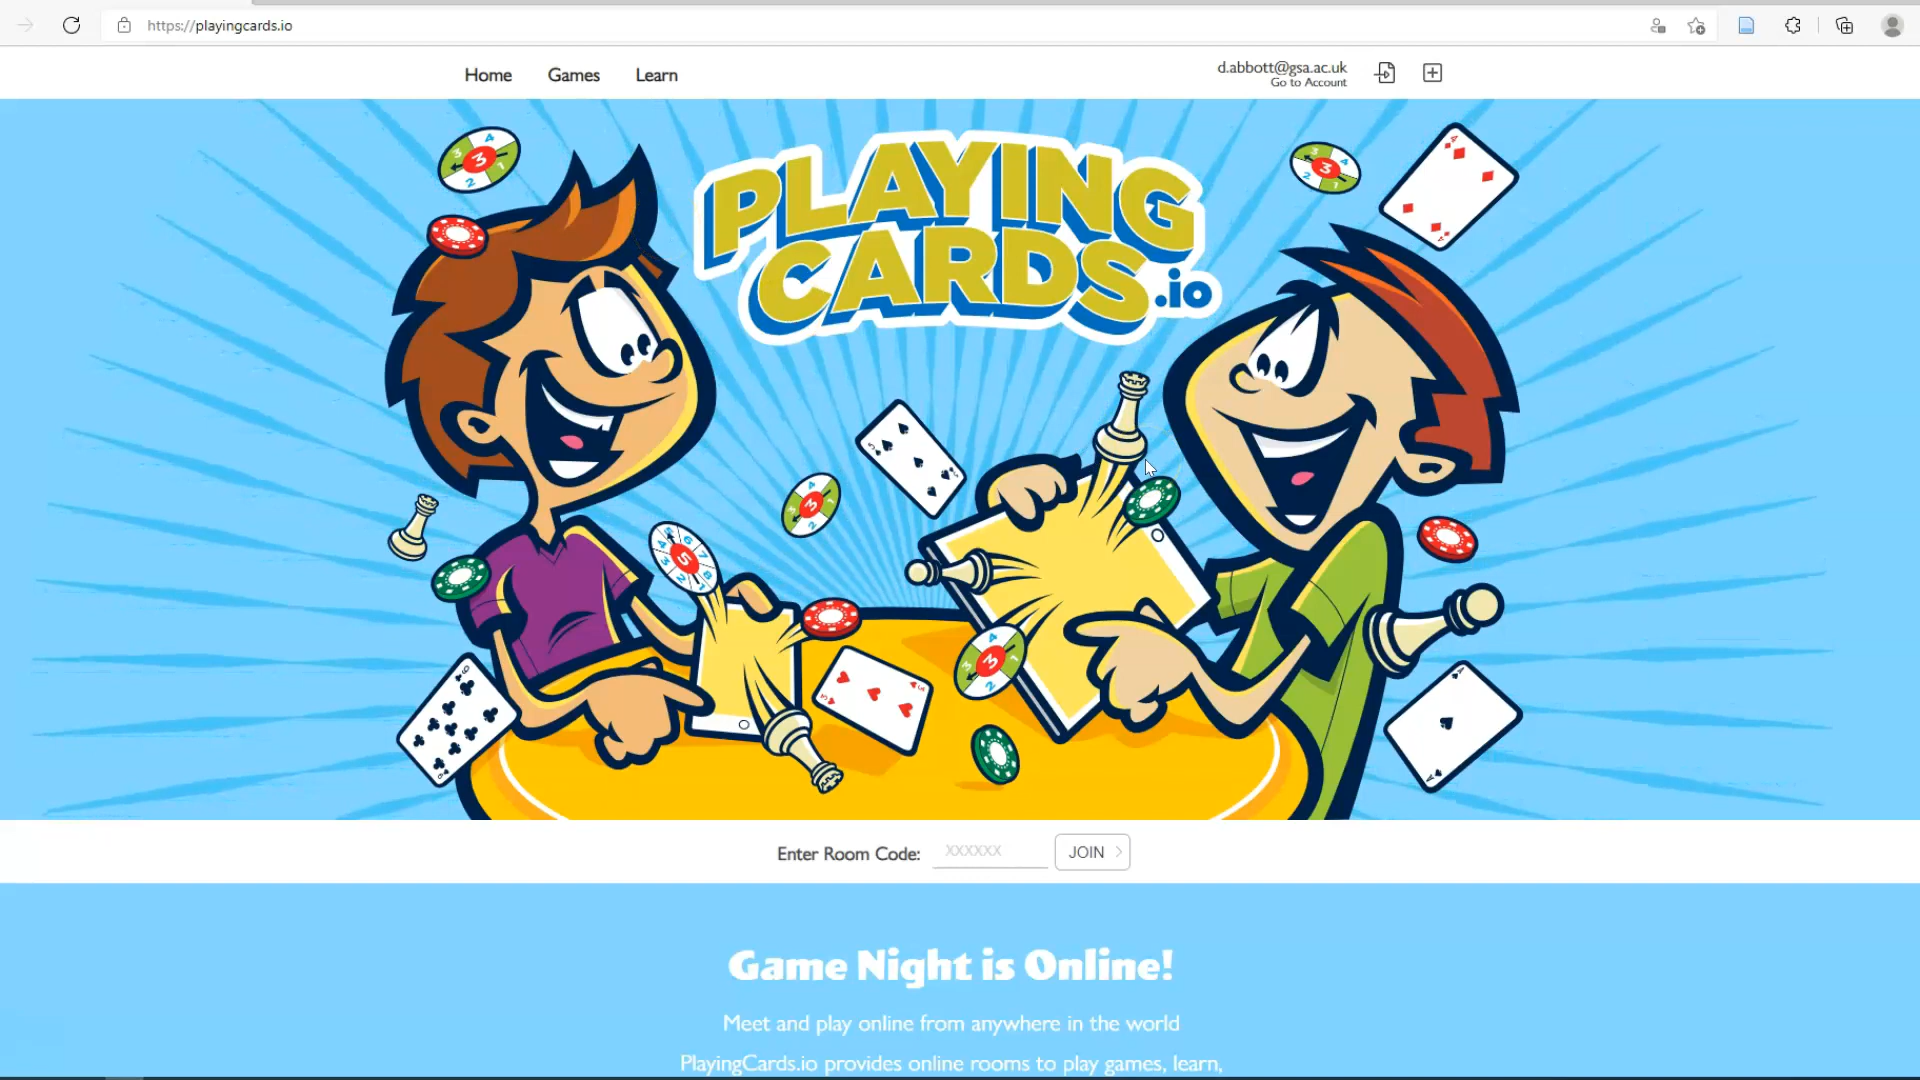 https://playingcards.io
Home Games Learn
d.abbott@gsa.ac.uk
Go to Account
PLAYING
CARDS.io
Enter Room Code: XXXXXX JOIN
Game Night is Online!
Meet and play online from anywhere in the world
PlayingCards.io provides online rooms to play games, learn,